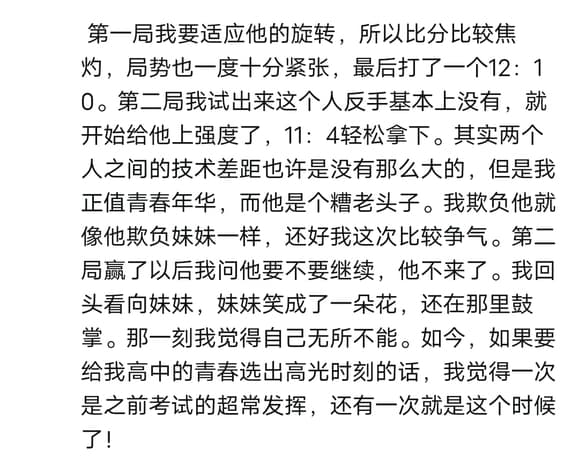 第一局我要适应他的旋转，所以比分比较焦
灼，局势也一度十分紧张，最后打了一个12：1
0。第二局我试出来这个人反手基本上没有，就
开始给他上强度了，11：4轻松拿下。其实两个
人之间的技术差距也许是没有那么大的，但是我
正值青春年华，而他是个糟老头子。我欺负他就
像他欺负妹妹一样，还好我这次比较争气。第二
局赢了以后我问他要不要继续，他不来了。我回
头看向妹妹，妹妹笑成了一朵花，还在那里鼓
掌。那一刻我觉得自己无所不能。如今，如果要
给我高中的青春选出高光时刻的话，我觉得一次
是之前考试的超常发挥，还有一次就是这个时候
了！